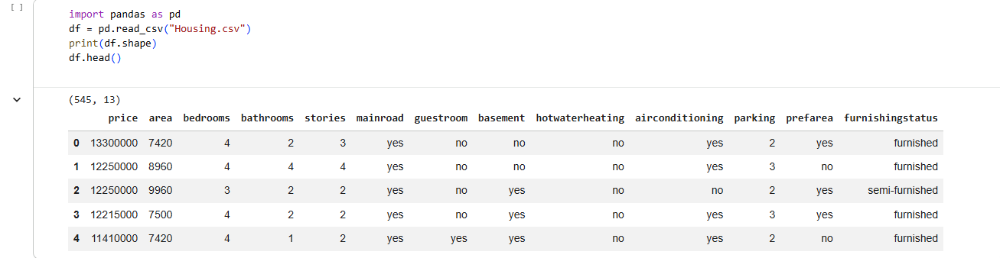 [ ]
import pandas as pd
df = pd.read_csv("Housing.csv")
print(df.shape)
df.head()
(545, 13)
price area bedrooms bathrooms stories mainroad guestroom basement hotwaterheating airconditioning parking prefarea furnishingstatus
0 13300000 7420 4 2 3 yes no no no yes 2 yes furnished
1 12250000 8960 4 4 4 yes no no no yes 3 no furnished
2 12250000 9960 3 2 2 yes no yes no no 2 yes semi-furnished
3 12215000 7500 4 2 2 yes no yes no yes 3 yes furnished
4 11410000 7420 4 1 2 yes yes yes no yes 2 no furnished